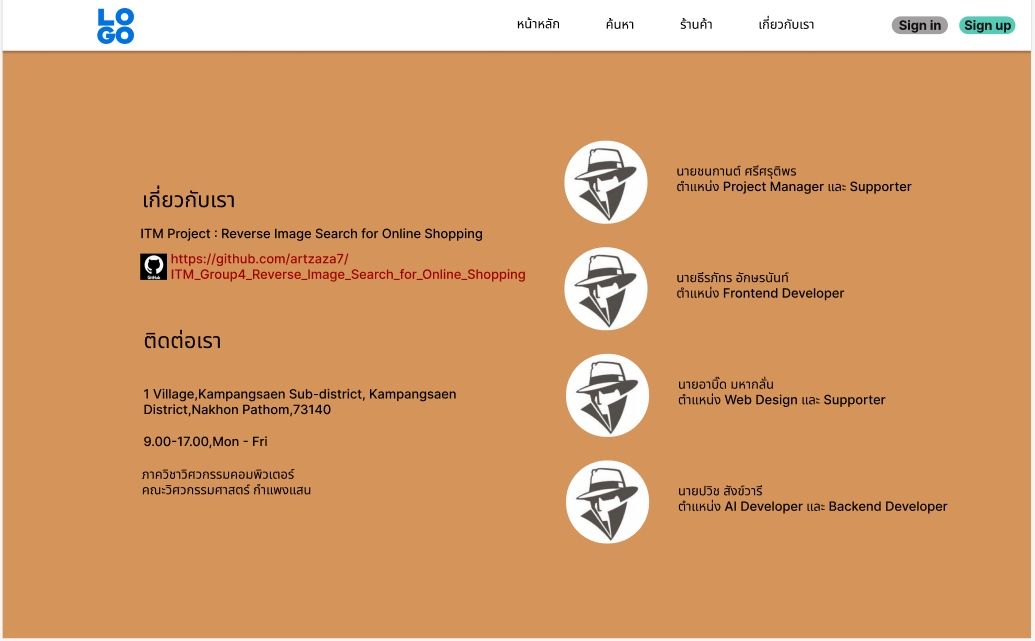 LO
GO
หน้าหลัก
ค้นหา
ร้านค้า
เกี่ยวกับเรา
Sign in
Sign up
เกี่ยวกับเรา
ITM Project : Reverse Image Search for Online Shopping
GitHub
https://github.com/artzaza7/
ITM_Group4_Reverse_Image_Search_for_Online_Shopping
ติดต่อเรา
1 Village,Kampangsaen Sub-district, Kampangsaen
District,Nakhon Pathom,73140
9.00-17.00,Mon - Fri
ภาควิชาวิศวกรรมคอมพิวเตอร์
คณะวิศวกรรมศาสตร์ กำแพงแสน
นายชนกานต์ ศรีศรุติพร
ตำแหน่ง Project Manager และ Supporter
นายธีรภัทร อักษรนันท์
ตำแหน่ง Frontend Developer
นายอาบิ๊ด มหากลั่น
ตำแหน่ง Web Design และ Supporter
นายปวิช สังข์วารี
ตำแหน่ง AI Developer และ Backend Developer